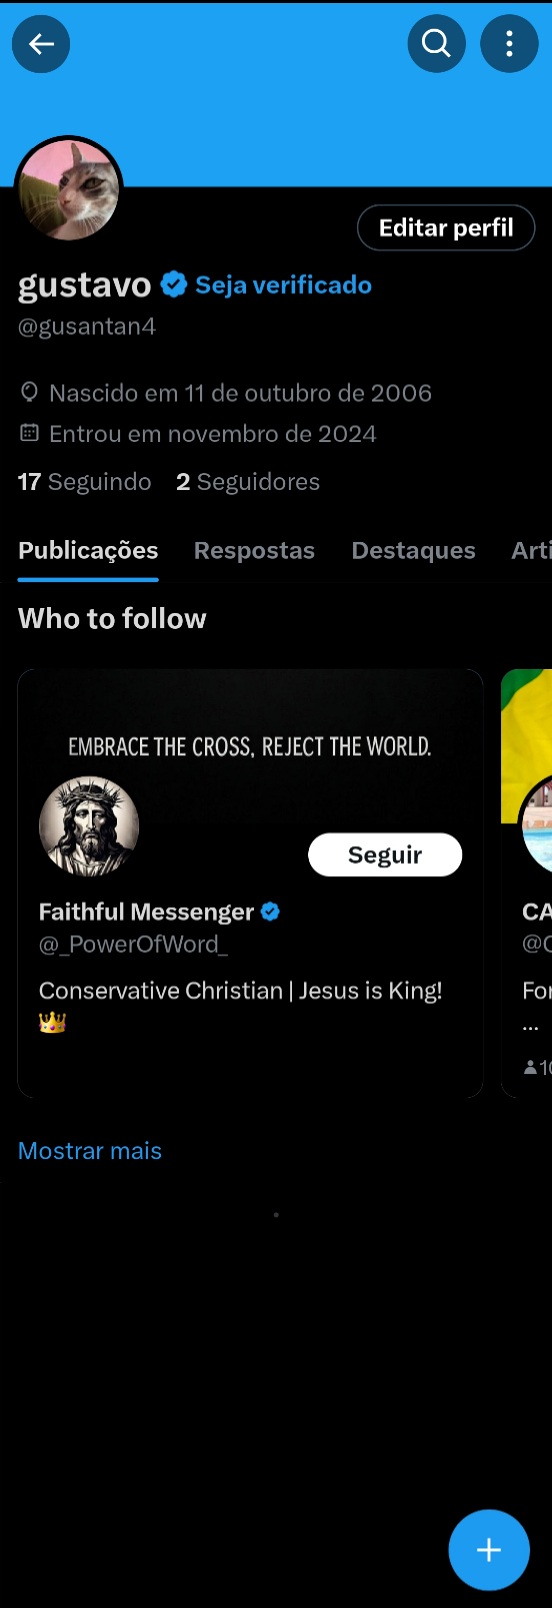 Editar perfil
gustavo Seja verificado
@gusantan4
Nascido em 11 de outubro de 2006
Entrou em novembro de 2024
17 Seguindo 2 Seguidores
Publicações Respostas Destaques Arti
Who to follow
EMBRACE THE CROSS, REJECT THE WORLD.
Seguir
Faithful Messenger
@_PowerOfWord_
Conservative Christian | Jesus is King!
👑
CA
@C
For
...
10
Mostrar mais